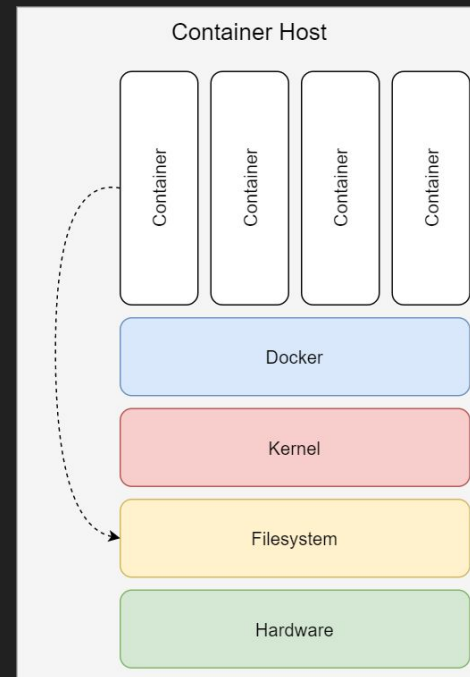 Container Host
Container
Container
Container
Container
Docker
Kernel
Filesystem
Hardware